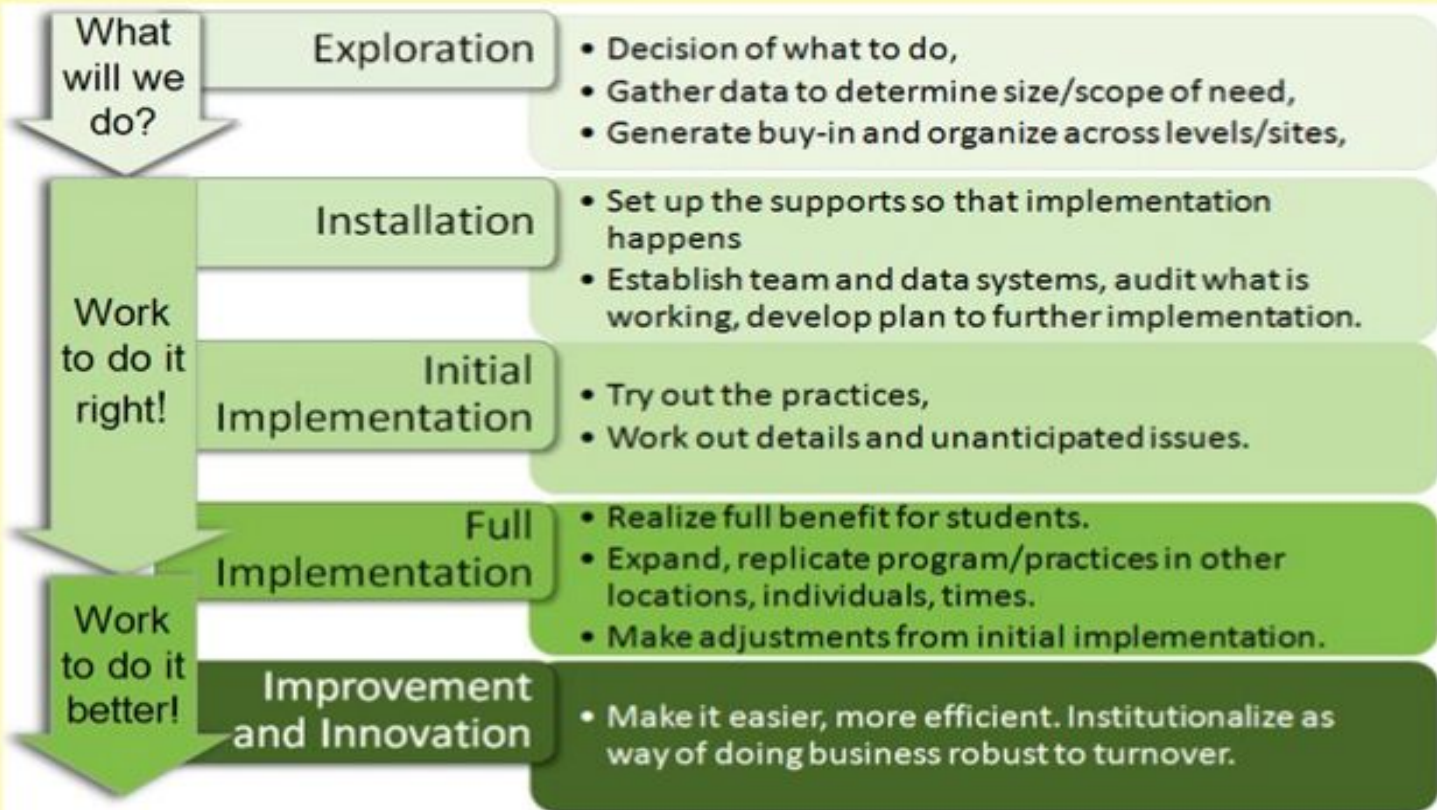 What
will we
do?
Exploration
• Decision of what to do,
• Gather data to determine size/scope of need,
• Generate buy-in and organize across levels/sites,
Work
to do it
right!
Installation
• Set up the supports so that implementation
happens
• Establish team and data systems, audit what is
working, develop plan to further implementation.
Initial
Implementation
• Try out the practices,
• Work out details and unanticipated issues.
Work
to do it
better!
Full
Implementation
• Realize full benefit for students.
• Expand, replicate program/practices in other
locations, individuals, times.
• Make adjustments from initial implementation.
Improvement
and Innovation
• Make it easier, more efficient. Institutionalize as
way of doing business robust to turnover.